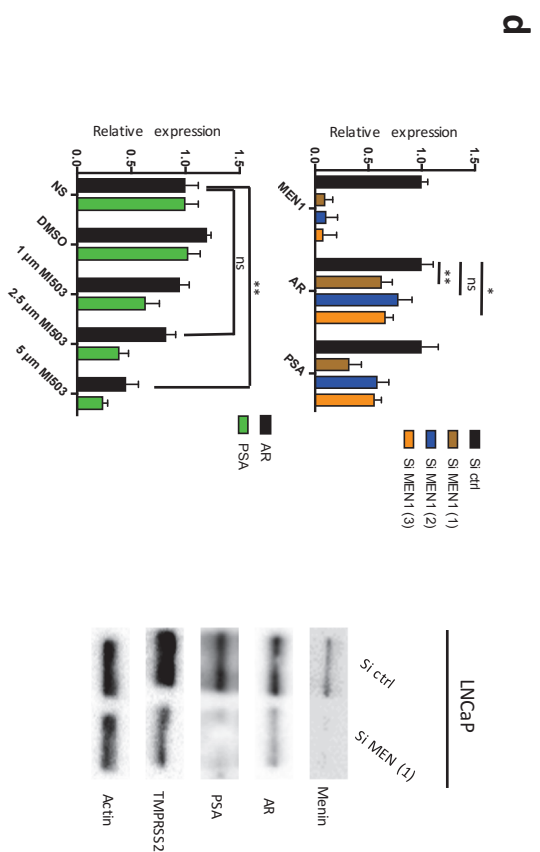 d
Relative expression
0.0
0.5
1.0
1.5
MEN1
AR
PSA
**
ns
*
Si ctrl
Si MEN1 (1)
Si MEN1 (2)
Si MEN1 (3)
Relative expression
0.0
0.5
1.0
1.5
NS
DMSO
1 µm MI503
2.5 µm MI503
5 µm MI503
ns
**
AR
PSA
LNCaP
Si ctrl
Si MEN (1)
Menin
AR
PSA
TMPRSS2
Actin